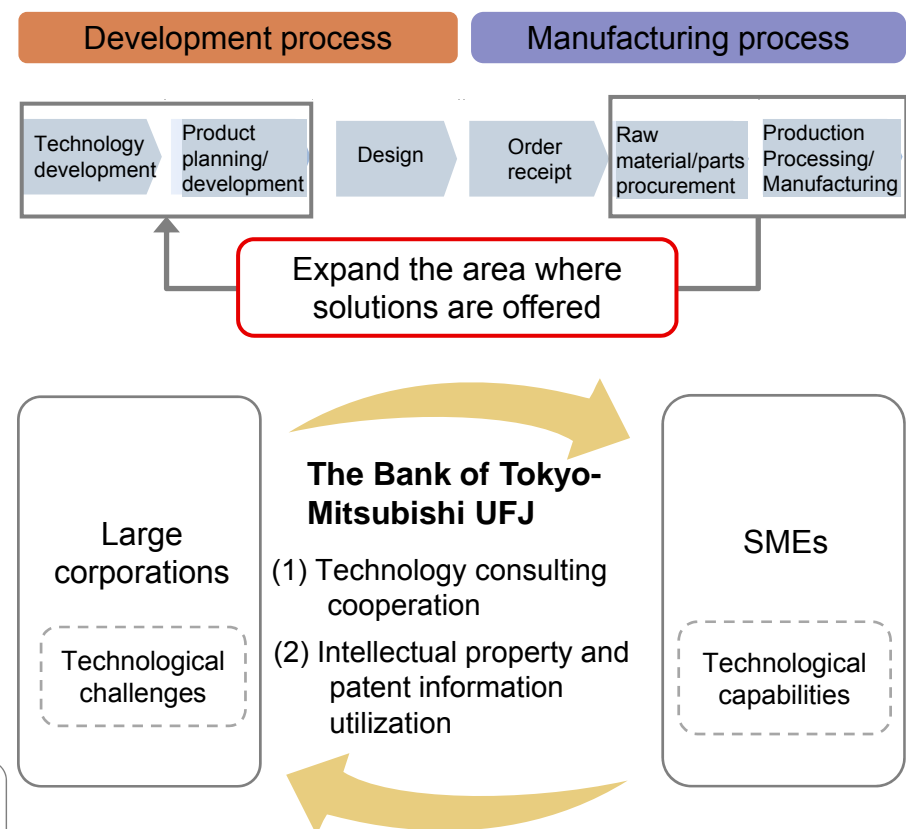 Development process
Manufacturing process
Technology
development
Product
planning/
development
Design
Order
receipt
Raw
material/parts
procurement
Production
Processing/
Manufacturing
Expand the area where
solutions are offered
Large
corporations
Technological
challenges
The Bank of Tokyo-
Mitsubishi UFJ
(1) Technology consulting
cooperation
(2) Intellectual property and
patent information
utilization
SMEs
Technological
capabilities